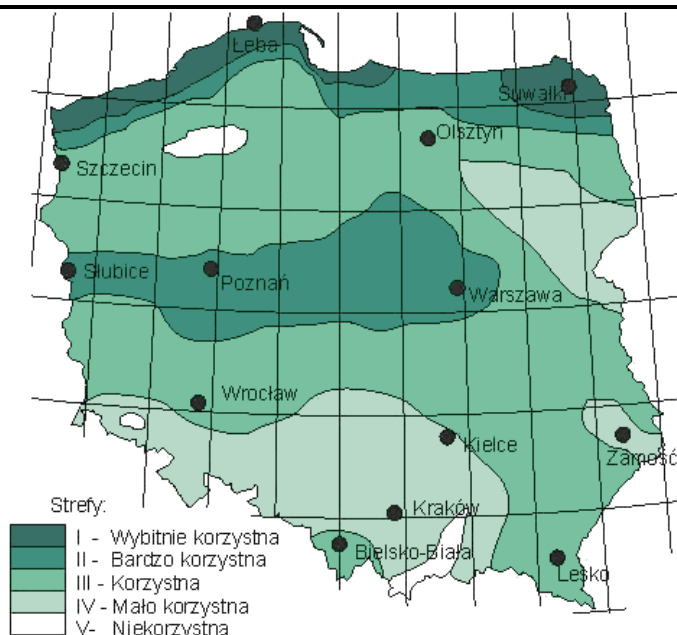 Łeba
Suwałki
Olsztyn
Szczecin
Słubice
Poznań
Warszawa
Wrocław
Kielce
Zamość
Kraków
Bielsko-Biała
Lesko
Strefy:
I - Wybitnie korzystna
II - Bardzo korzystna
III - Korzystna
IV - Mało korzystna
V- Niekorzystna